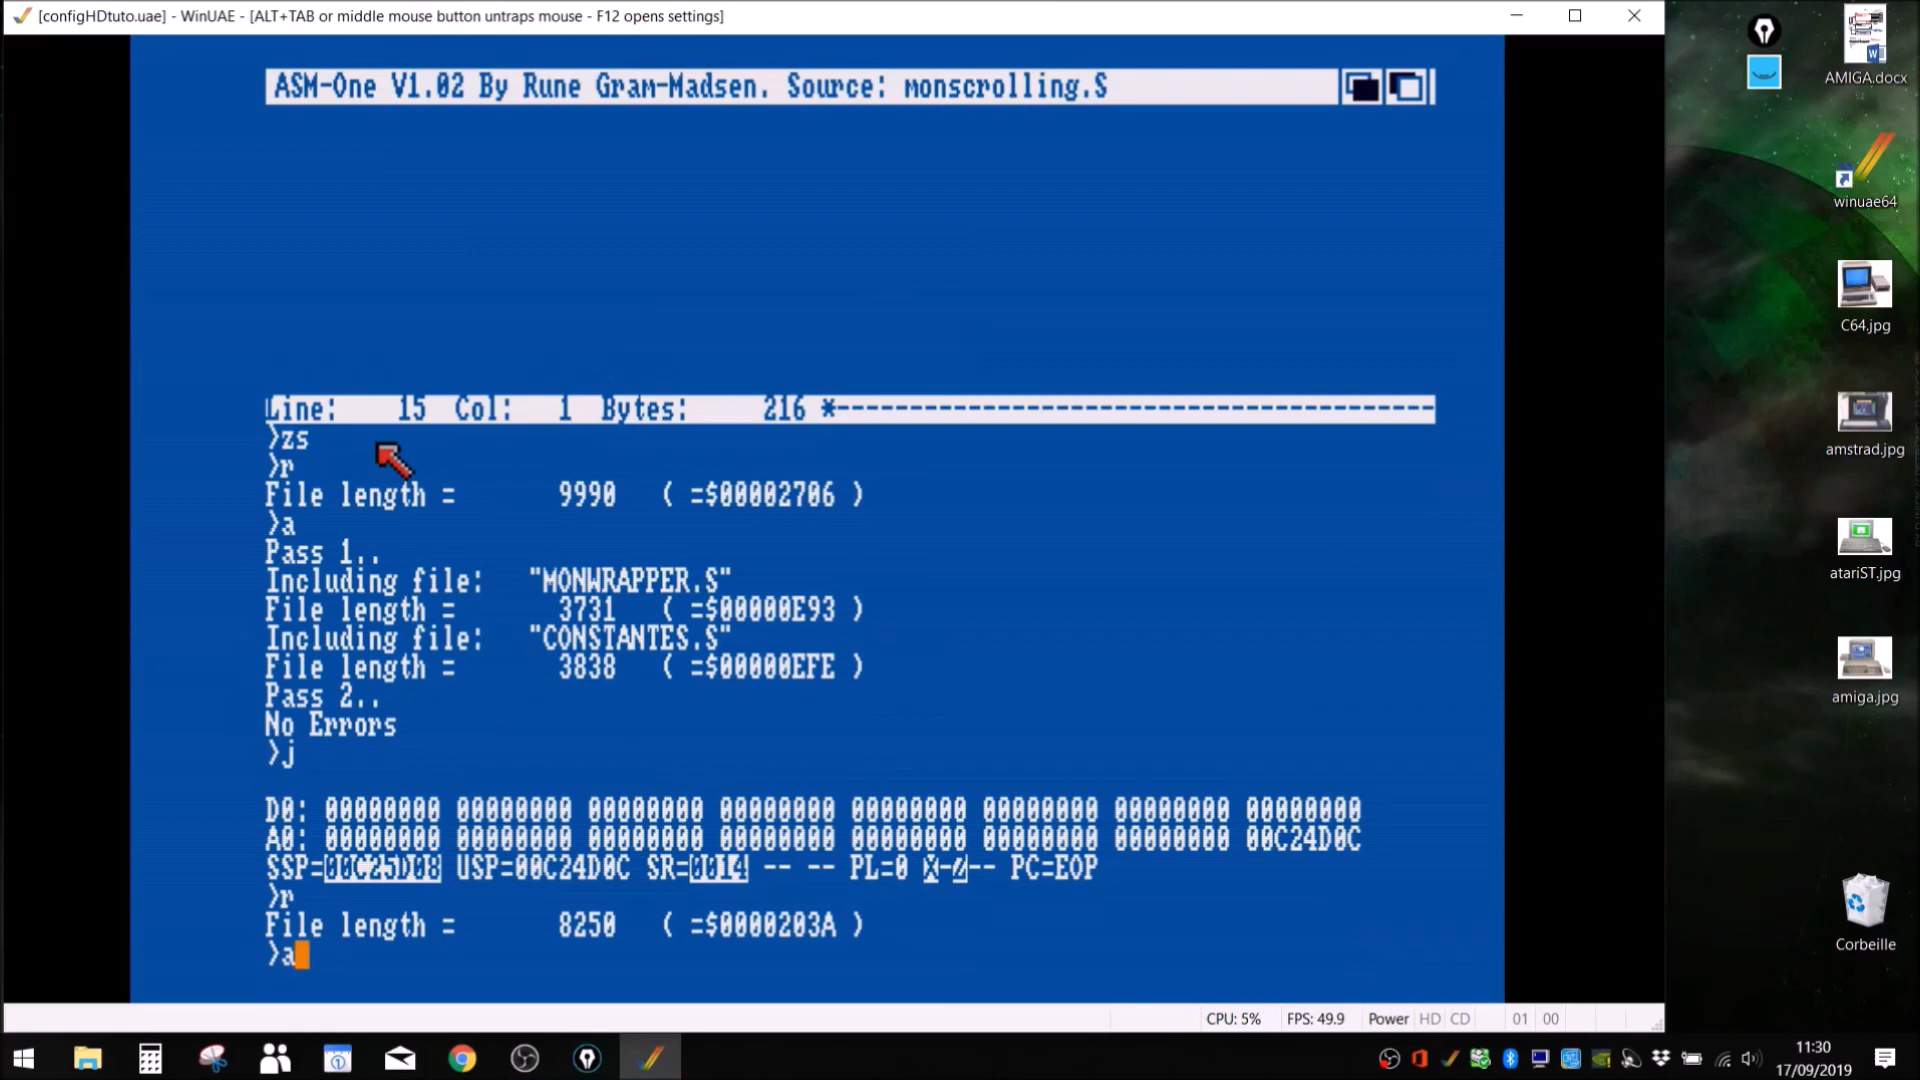 [configHDtuto.uae] - WinUAE - [ALT+TAB or middle mouse button untraps mouse - F12 opens settings]
ASM-One V1.02 By Rune Gram-Madsen. Source: monscrolling.S
Line: 15 Col: 1 Bytes: 216 *-----------------------------------------
>zs
>r
File length = 9990 ( =$00002706 )
>a
Pass 1..
Including file: "MONWRAPPER.S"
File length = 3731 ( =$00000E93 )
Including file: "CONSTANTES.S"
File length = 3838 ( =$00000EFE )
Pass 2..
No Errors
>j
D0: 00000000 00000000 00000000 00000000 00000000 00000000 00000000 00000000
A0: 00000000 00000000 00000000 00000000 00000000 00000000 00000000 00C24D0C
SSP=00C25D08 USP=00C24D0C SR=0014 -- -- PL=0 X-Z-- PC=EOP
>r
File length = 8250 ( =$0000203A )
>a
CPU: 5% FPS: 49.9 Power HD CD 01 00
AMIGA.docx
winuae64
C64.jpg
amstrad.jpg
atariST.jpg
amiga.jpg
Corbeille
11:30
17/09/2019